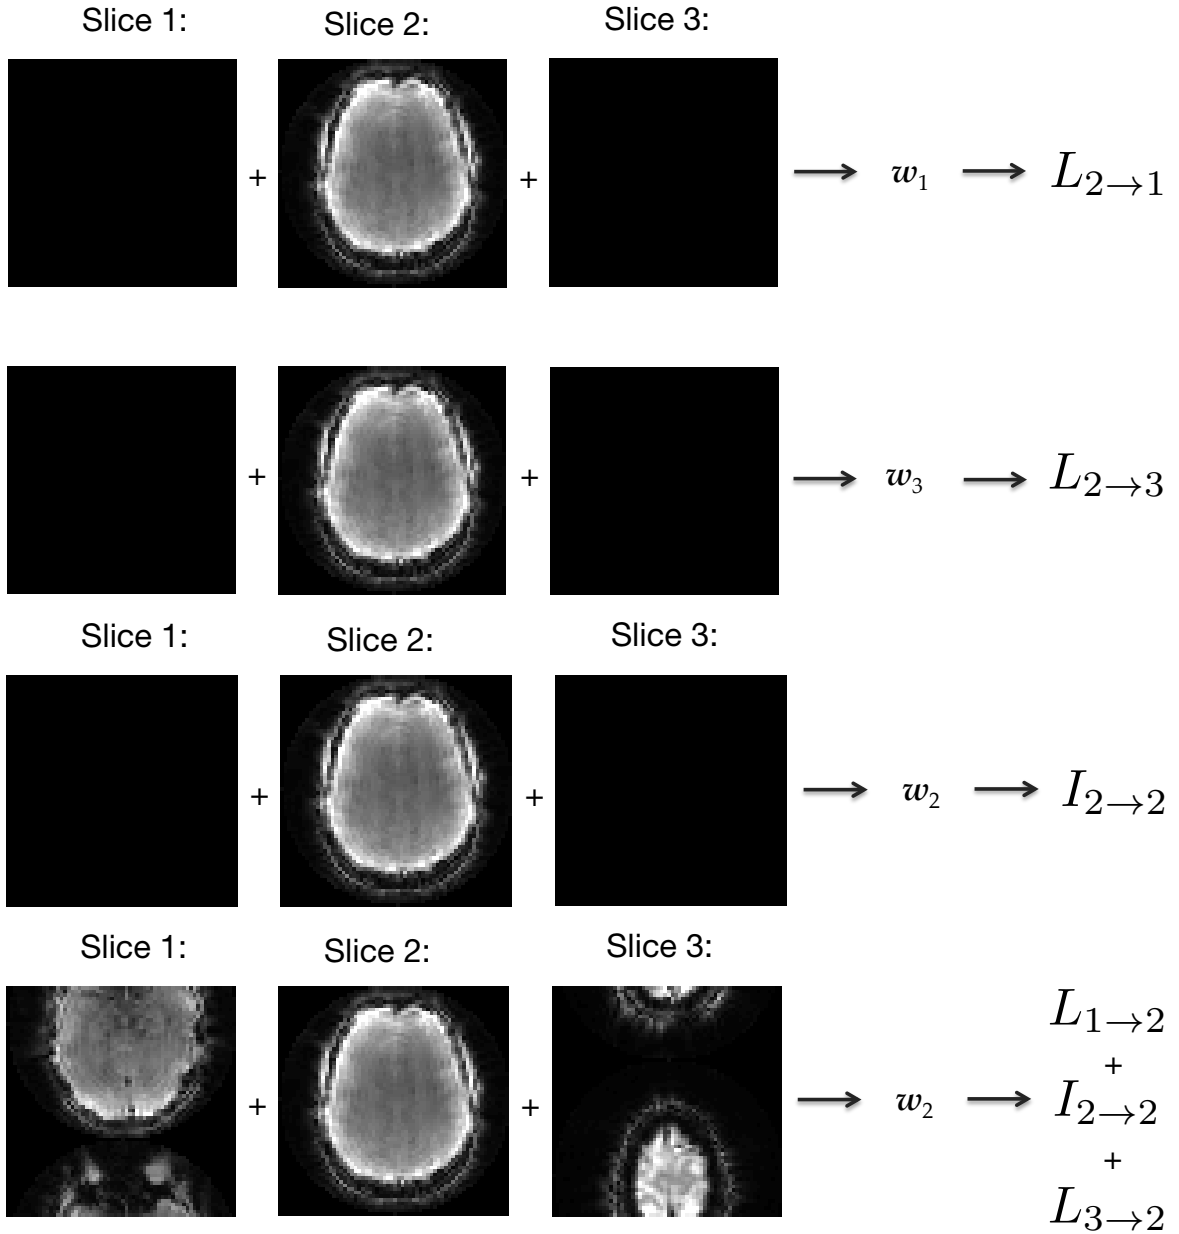 Slice 1: Slice 2: Slice 3:
+ + → w₁ → L₂→₁
+ + → w₃ → L₂→₃
Slice 1: Slice 2: Slice 3:
+ + → w₂ → I₂→₂
Slice 1: Slice 2: Slice 3:
L₁→₂
+
+ + → w₂ → I₂→₂
+
L₃→₂